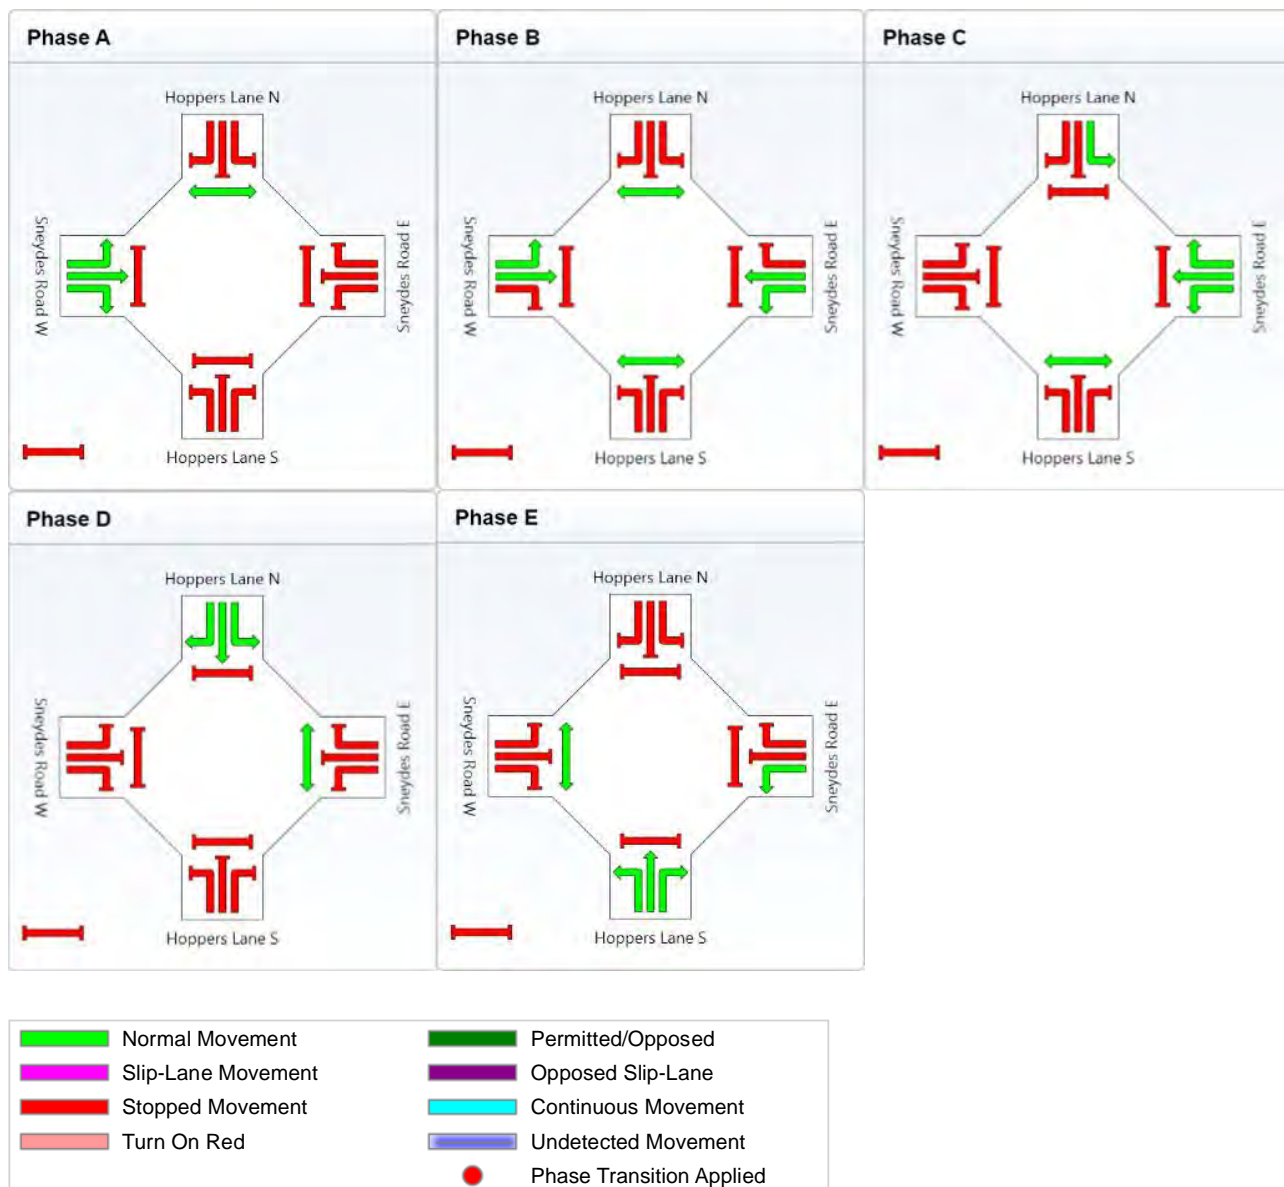 Phase A
Hoppers Lane N
Sneydes Road W
Sneydes Road E
Hoppers Lane S
Phase B
Hoppers Lane N
Sneydes Road W
Sneydes Road E
Hoppers Lane S
Phase C
Hoppers Lane N
Sneydes Road W
Sneydes Road E
Hoppers Lane S
Phase D
Hoppers Lane N
Sneydes Road W
Sneydes Road E
Hoppers Lane S
Phase E
Hoppers Lane N
Sneydes Road W
Sneydes Road E
Hoppers Lane S
Normal Movement
Permitted/Opposed
Slip-Lane Movement
Opposed Slip-Lane
Stopped Movement
Continuous Movement
Turn On Red
Undetected Movement
Phase Transition Applied